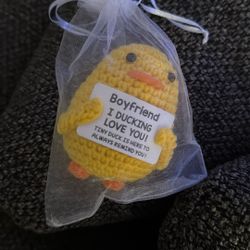 Boyfriend
I DUCKING
LOVE YOU!
TINY DUCK IS HERE TO
ALWAYS REMIND YOU!